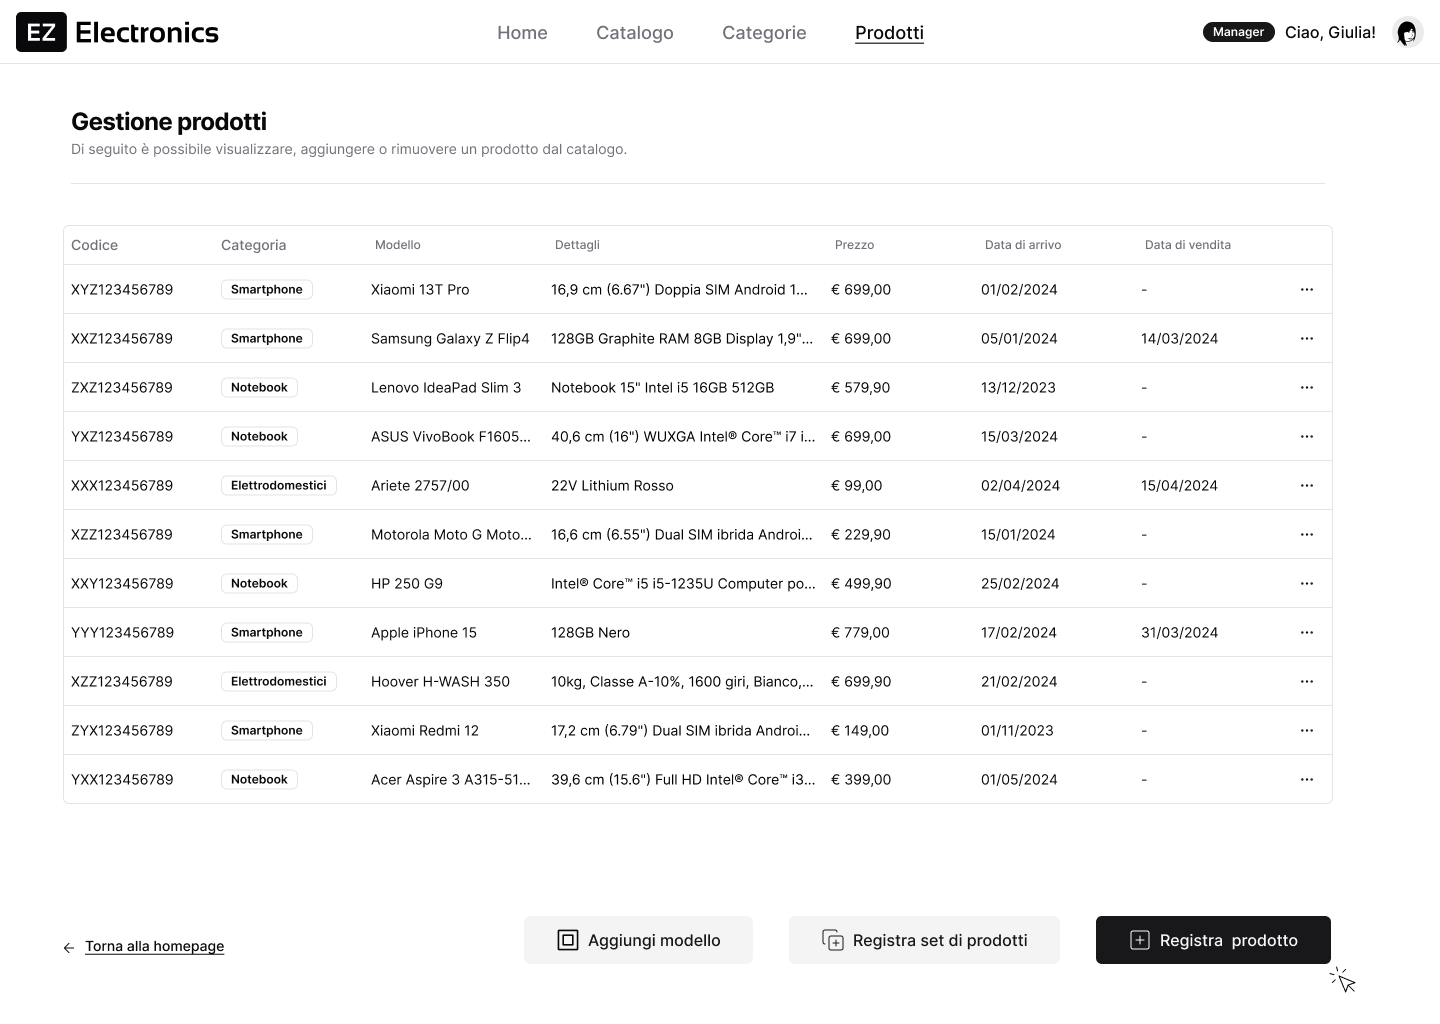 EZ Electronics Home Catalogo Categorie Prodotti Manager Ciao, Giulia!
Gestione prodotti
Di seguito è possibile visualizzare, aggiungere o rimuovere un prodotto dal catalogo.
Codice Categoria Modello Dettagli Prezzo Data di arrivo Data di vendita
XYZ123456789 Smartphone Xiaomi 13T Pro 16,9 cm (6.67") Doppia SIM Android 1... € 699,00 01/02/2024 - ...
XXZ123456789 Smartphone Samsung Galaxy Z Flip4 128GB Graphite RAM 8GB Display 1,9"... € 699,00 05/01/2024 14/03/2024 ...
ZXZ123456789 Notebook Lenovo IdeaPad Slim 3 Notebook 15" Intel i5 16GB 512GB € 579,90 13/12/2023 - ...
YXZ123456789 Notebook ASUS VivoBook F1605... 40,6 cm (16") WUXGA Intel® Core™ i7 i... € 699,00 15/03/2024 - ...
XXX123456789 Elettrodomestici Ariete 2757/00 22V Lithium Rosso € 99,00 02/04/2024 15/04/2024 ...
XZZ123456789 Smartphone Motorola Moto G Moto... 16,6 cm (6.55") Dual SIM ibrida Androi... € 229,90 15/01/2024 - ...
XXY123456789 Notebook HP 250 G9 Intel® Core™ i5 i5-1235U Computer po... € 499,90 25/02/2024 - ...
YYY123456789 Smartphone Apple iPhone 15 128GB Nero € 779,00 17/02/2024 31/03/2024 ...
XZZ123456789 Elettrodomestici Hoover H-WASH 350 10kg, Classe A-10%, 1600 giri, Bianco,... € 699,90 21/02/2024 - ...
ZYX123456789 Smartphone Xiaomi Redmi 12 17,2 cm (6.79") Dual SIM ibrida Androi... € 149,00 01/11/2023 - ...
YXX123456789 Notebook Acer Aspire 3 A315-51... 39,6 cm (15.6") Full HD Intel® Core™ i3... € 399,00 01/05/2024 - ...
Torna alla homepage Aggiungi modello Registra set di prodotti Registra prodotto